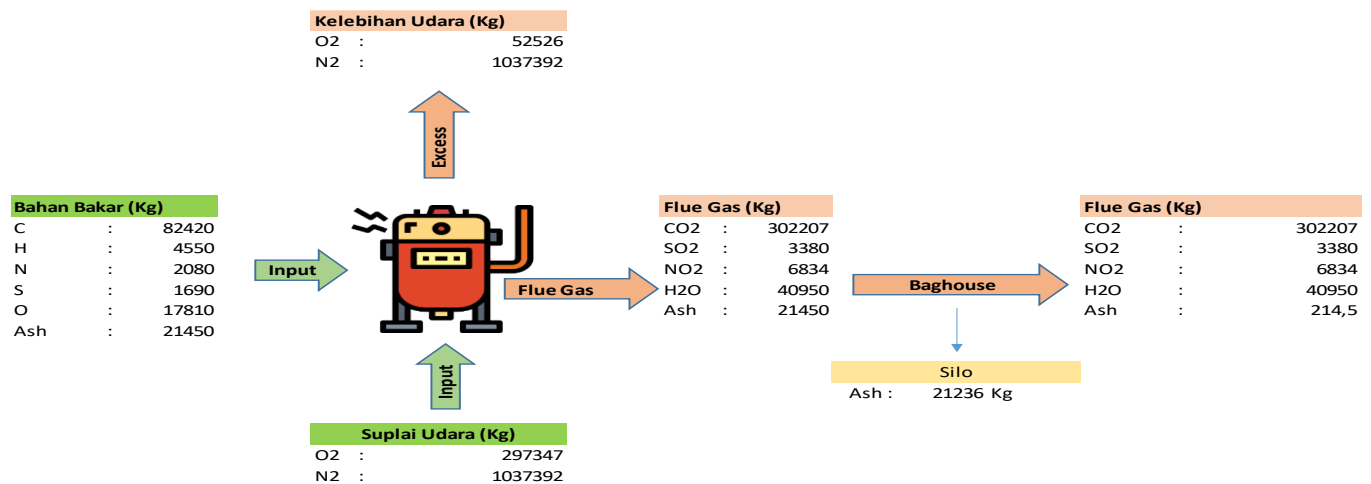 Kelebihan Udara (Kg)
O2 : 52526
N2 : 1037392
Excess
Bahan Bakar (Kg)
C : 82420
H : 4550
N : 2080
S : 1690
O : 17810
Ash : 21450
Input
Flue Gas
Flue Gas (Kg)
CO2 : 302207
SO2 : 3380
NO2 : 6834
H2O : 40950
Ash : 21450
Baghouse
Flue Gas (Kg)
CO2 : 302207
SO2 : 3380
NO2 : 6834
H2O : 40950
Ash : 214,5
Silo
Ash : 21236 Kg
Input
Suplai Udara (Kg)
O2 : 297347
N2 : 1037392